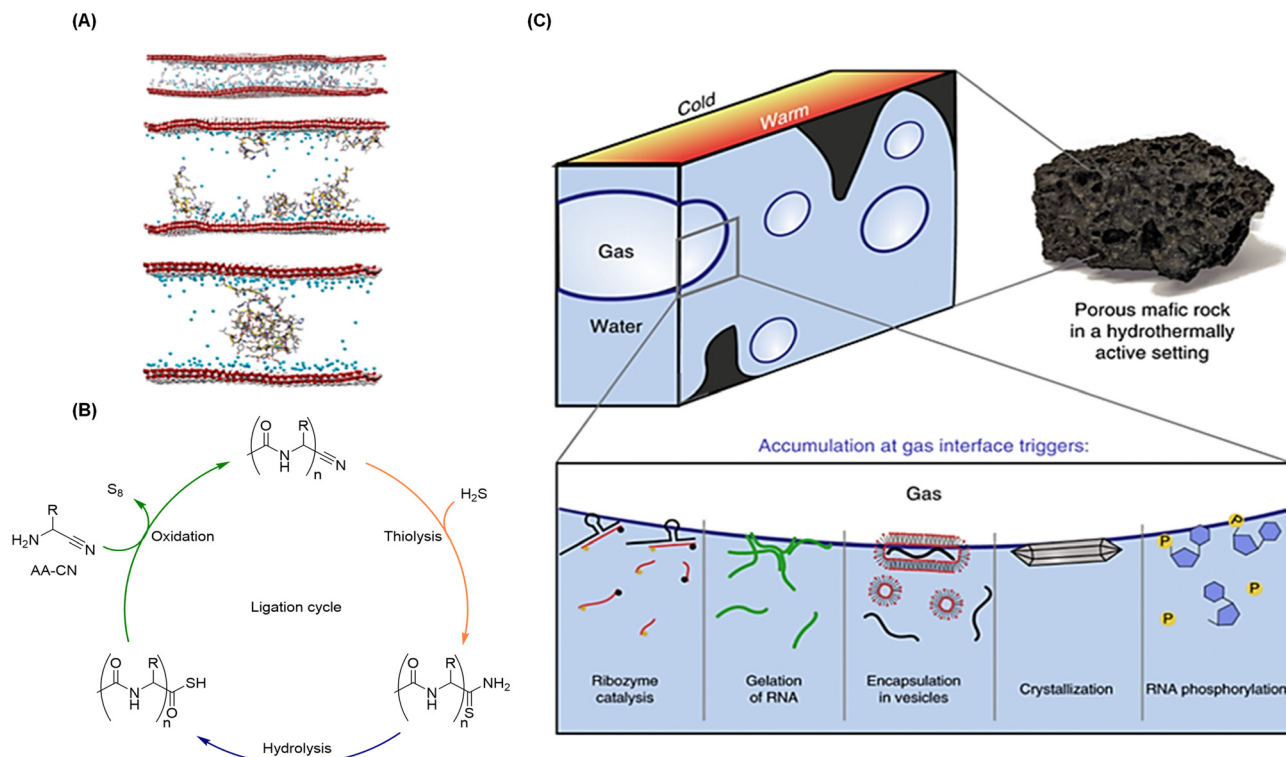 (A)
(B)
R
O
N
H
n
N
S8
H2S
R
H2N
N
Oxidation
Thiolysis
AA-CN
Ligation cycle
O
R
SH
N
H
O
n
O
R
NH2
N
H
S
n
Hydrolysis
(C)
Cold
Warm
Gas
Water
Porous mafic rock
in a hydrothermally
active setting
Accumulation at gas interface triggers:
Gas
P
P
P
P
Ribozyme
catalysis
Gelation
of RNA
Encapsulation
in vesicles
Crystallization
RNA phosphorylation